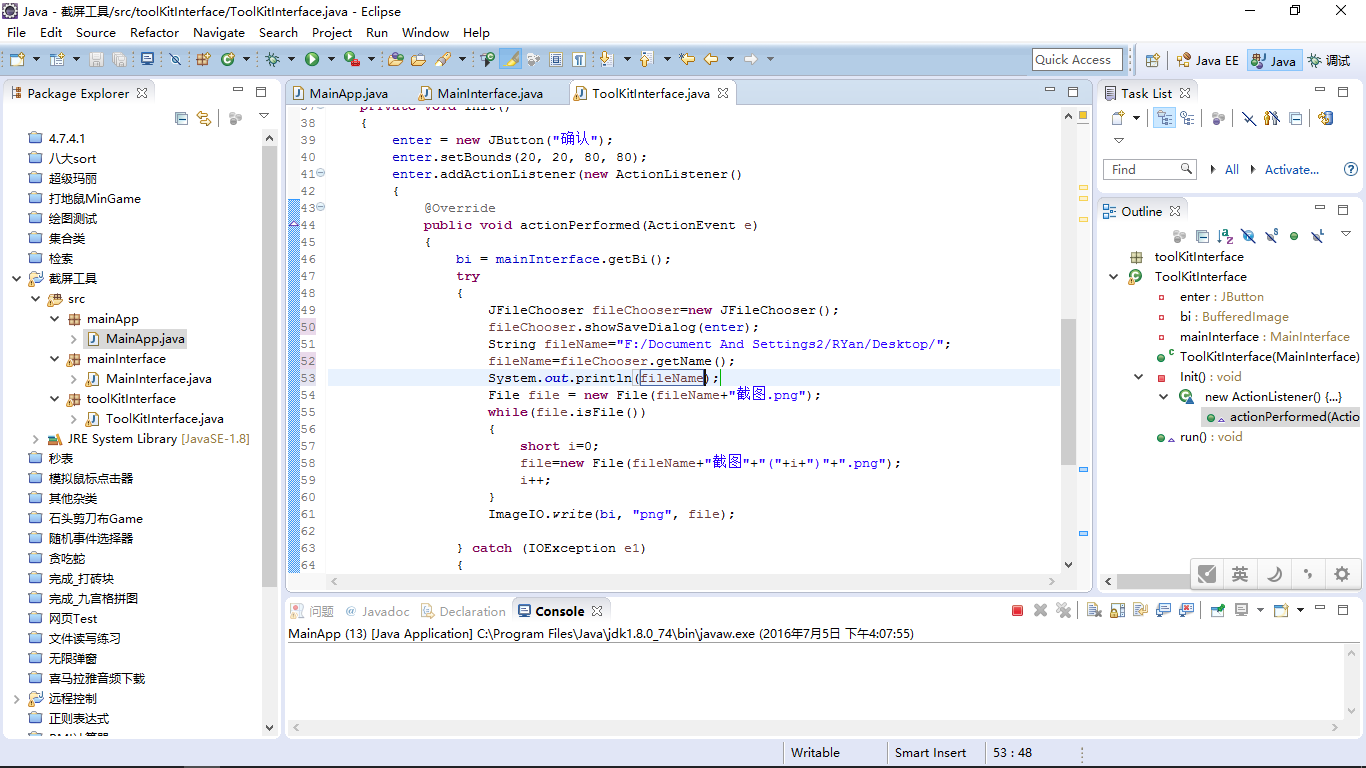 Java - 截屏工具/src/toolKitInterface/ToolKitInterface.java - Eclipse
File Edit Source Refactor Navigate Search Project Run Window Help
Quick Access
Java EE
Java
调试
Package Explorer
4.7.4.1
八大sort
超级玛丽
打地鼠MinGame
绘图测试
集合类
检索
截屏工具
src
mainApp
MainApp.java
mainInterface
MainInterface.java
toolKitInterface
ToolKitInterface.java
JRE System Library [JavaSE-1.8]
秒表
模拟鼠标点击器
其他杂类
石头剪刀布Game
随机事件选择器
贪吃蛇
完成_打砖块
完成_九宫格拼图
网页Test
文件读写练习
无限弹窗
喜马拉雅音频下载
远程控制
正则表达式
MainApp.java
MainInterface.java
ToolKitInterface.java
37 private void Init()
38 {
39 enter = new JButton("确认");
40 enter.setBounds(20, 20, 80, 80);
41 enter.addActionListener(new ActionListener()
42 {
43 @Override
44 public void actionPerformed(ActionEvent e)
45 {
46 bi = mainInterface.getBi();
47 try
48 {
49 JFileChooser fileChooser=new JFileChooser();
50 fileChooser.showSaveDialog(enter);
51 String fileName="F:/Document And Settings2/RYan/Desktop/";
52 fileName=fileChooser.getName();
53 System.out.println(fileName);
54 File file = new File(fileName+"截图.png");
55 while(file.isFile())
56 {
57 short i=0;
58 file=new File(fileName+"截图"+"("+i+")"+".png");
59 i++;
60 }
61 ImageIO.write(bi, "png", file);
62
63 } catch (IOException e1)
64 {
Task List
Find
All
Activate...
Outline
toolKitInterface
ToolKitInterface
enter : JButton
bi : BufferedImage
mainInterface : MainInterface
ToolKitInterface(MainInterface)
Init() : void
new ActionListener() {...}
actionPerformed(Actio
run() : void
英
问题
Javadoc
Declaration
Console
MainApp (13) [Java Application] C:\Program Files\Java\jdk1.8.0_74\bin\javaw.exe (2016年7月5日 下午4:07:55)
Writable
Smart Insert
53 : 48